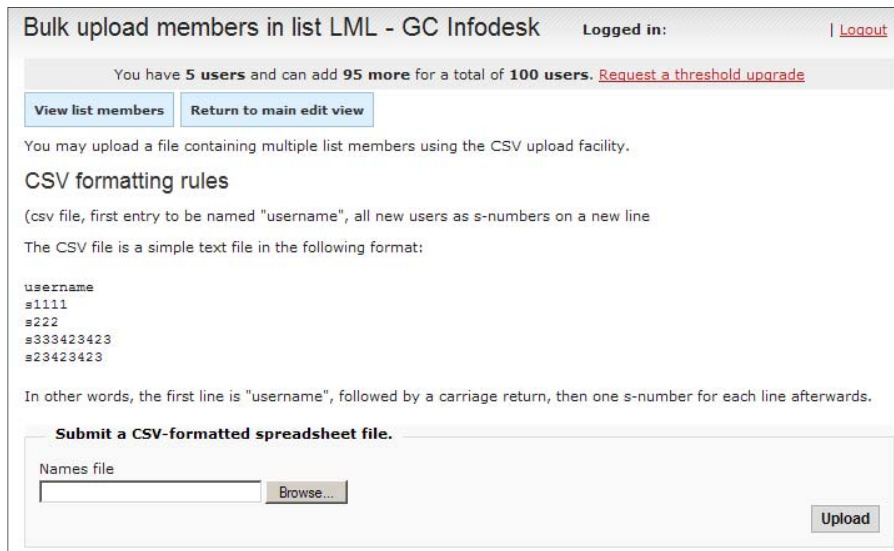 Bulk upload members in list LML - GC Infodesk Logged in: | Logout
You have 5 users and can add 95 more for a total of 100 users. Request a threshold upgrade
View list members Return to main edit view
You may upload a file containing multiple list members using the CSV upload facility.
CSV formatting rules
(csv file, first entry to be named "username", all new users as s-numbers on a new line
The CSV file is a simple text file in the following format:
username
s1111
s222
s333423423
s23423423
In other words, the first line is "username", followed by a carriage return, then one s-number for each line afterwards.
Submit a CSV-formatted spreadsheet file.
Names file
Browse...
Upload